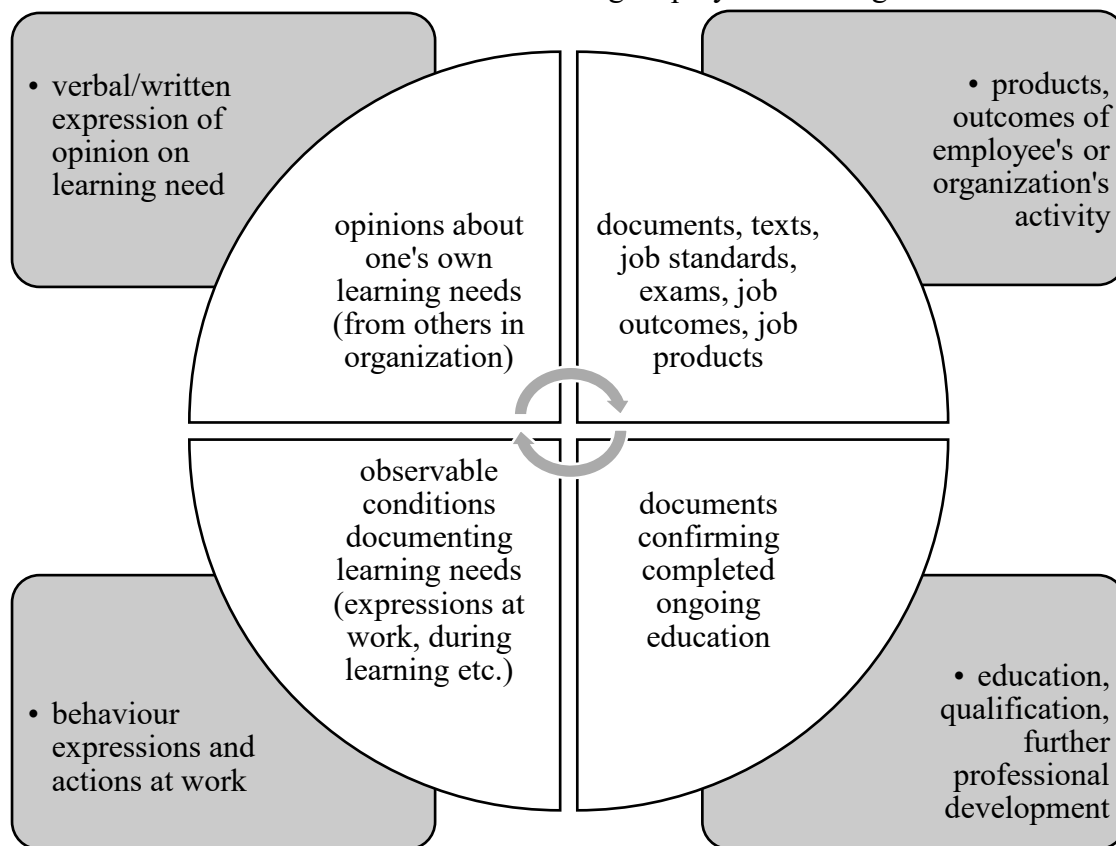 • verbal/written
expression of
opinion on
learning need
• products,
outcomes of
employee's or
organization's
activity
opinions about
one's own
learning needs
(from others in
organization)
documents, texts,
job standards,
exams, job
outcomes, job
products
observable
conditions
documenting
learning needs
(expressions at
work, during
learning etc.)
documents
confirming
completed
ongoing
education
• behaviour
expressions and
actions at work
• education,
qualification,
further
professional
development